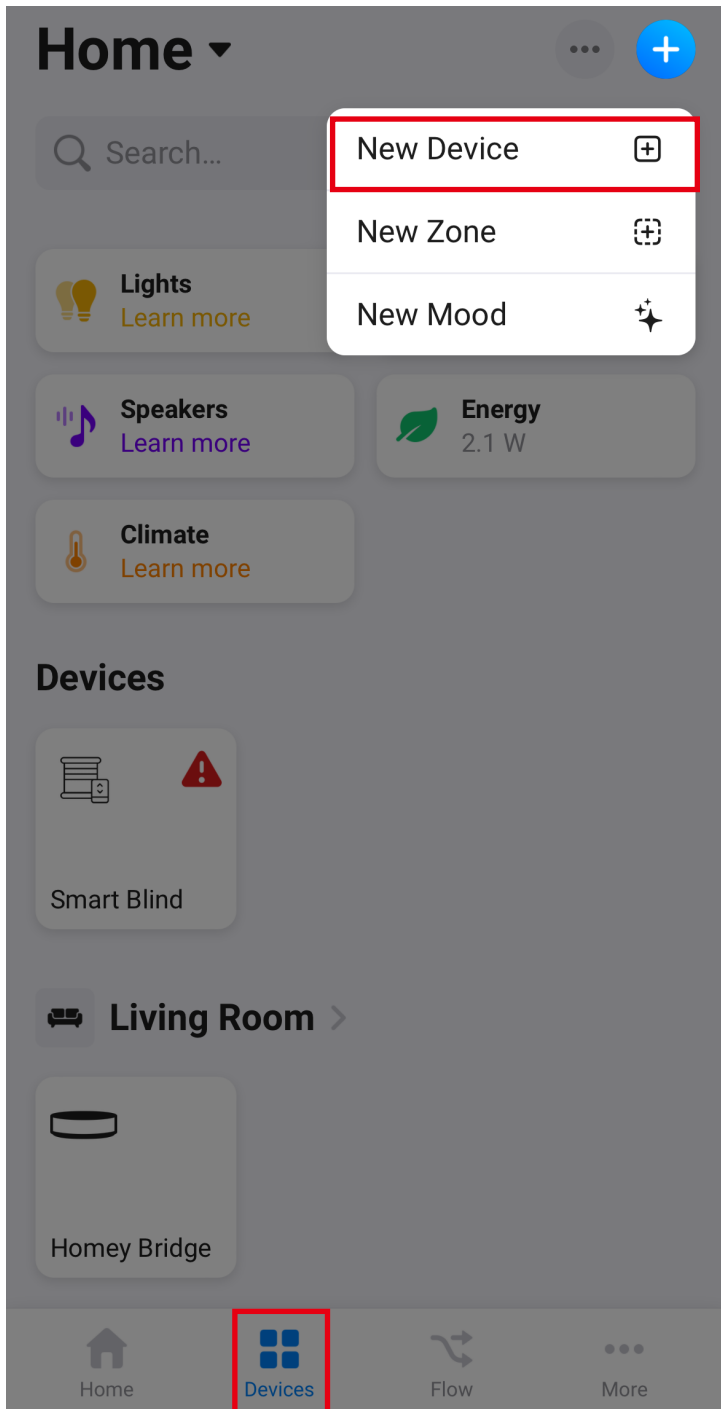 Home
Search...
New Device
New Zone
New Mood
Lights
Learn more
Speakers
Learn more
Energy
2.1 W
Climate
Learn more
Devices
Smart Blind
Living Room
Homey Bridge
Home
Devices
Flow
More